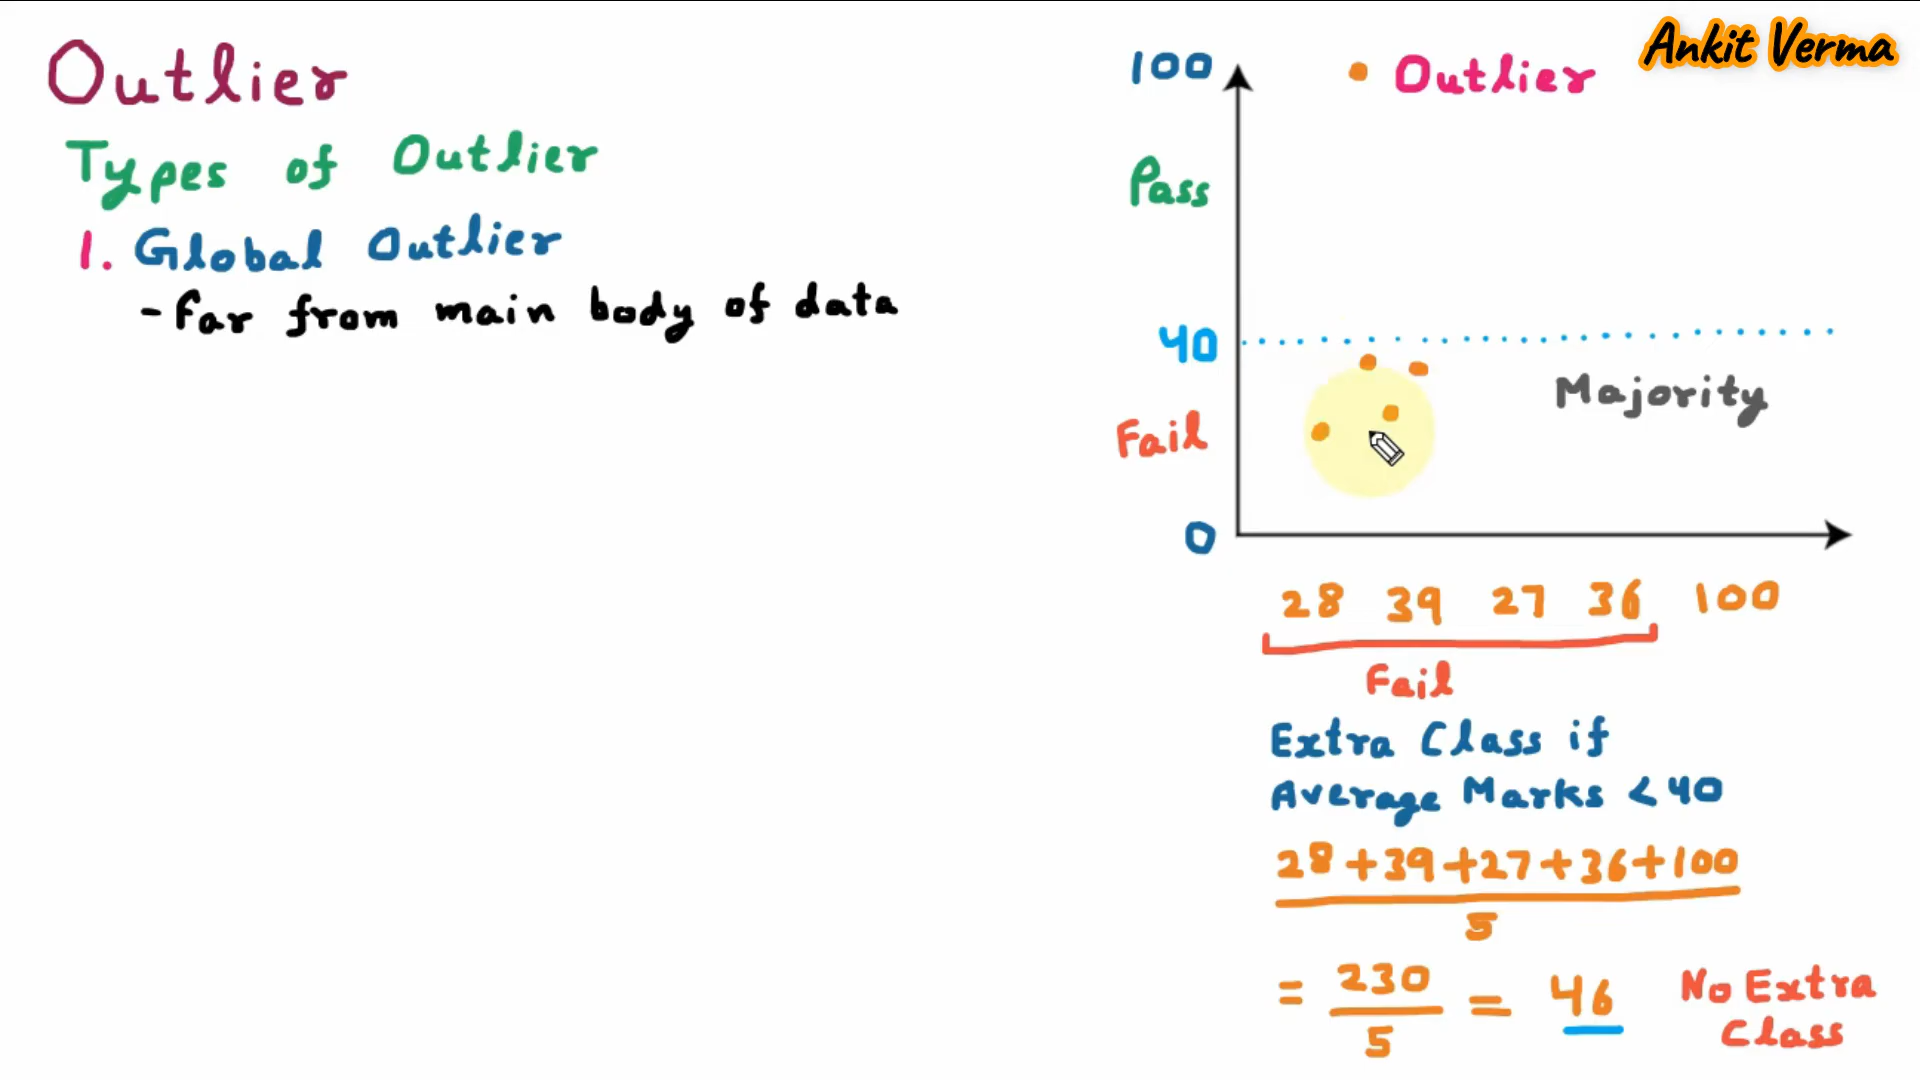 Outlier
Types of Outlier
1. Global Outlier
- far from main body of data
Ankit Verma
100
Outlier
Pass
40
Majority
Fail
0
28 39 27 36 100
Fail
Extra Class if
Average Marks < 40
28 + 39 + 27 + 36 + 100
5
= 230 = 46
5
No Extra
Class